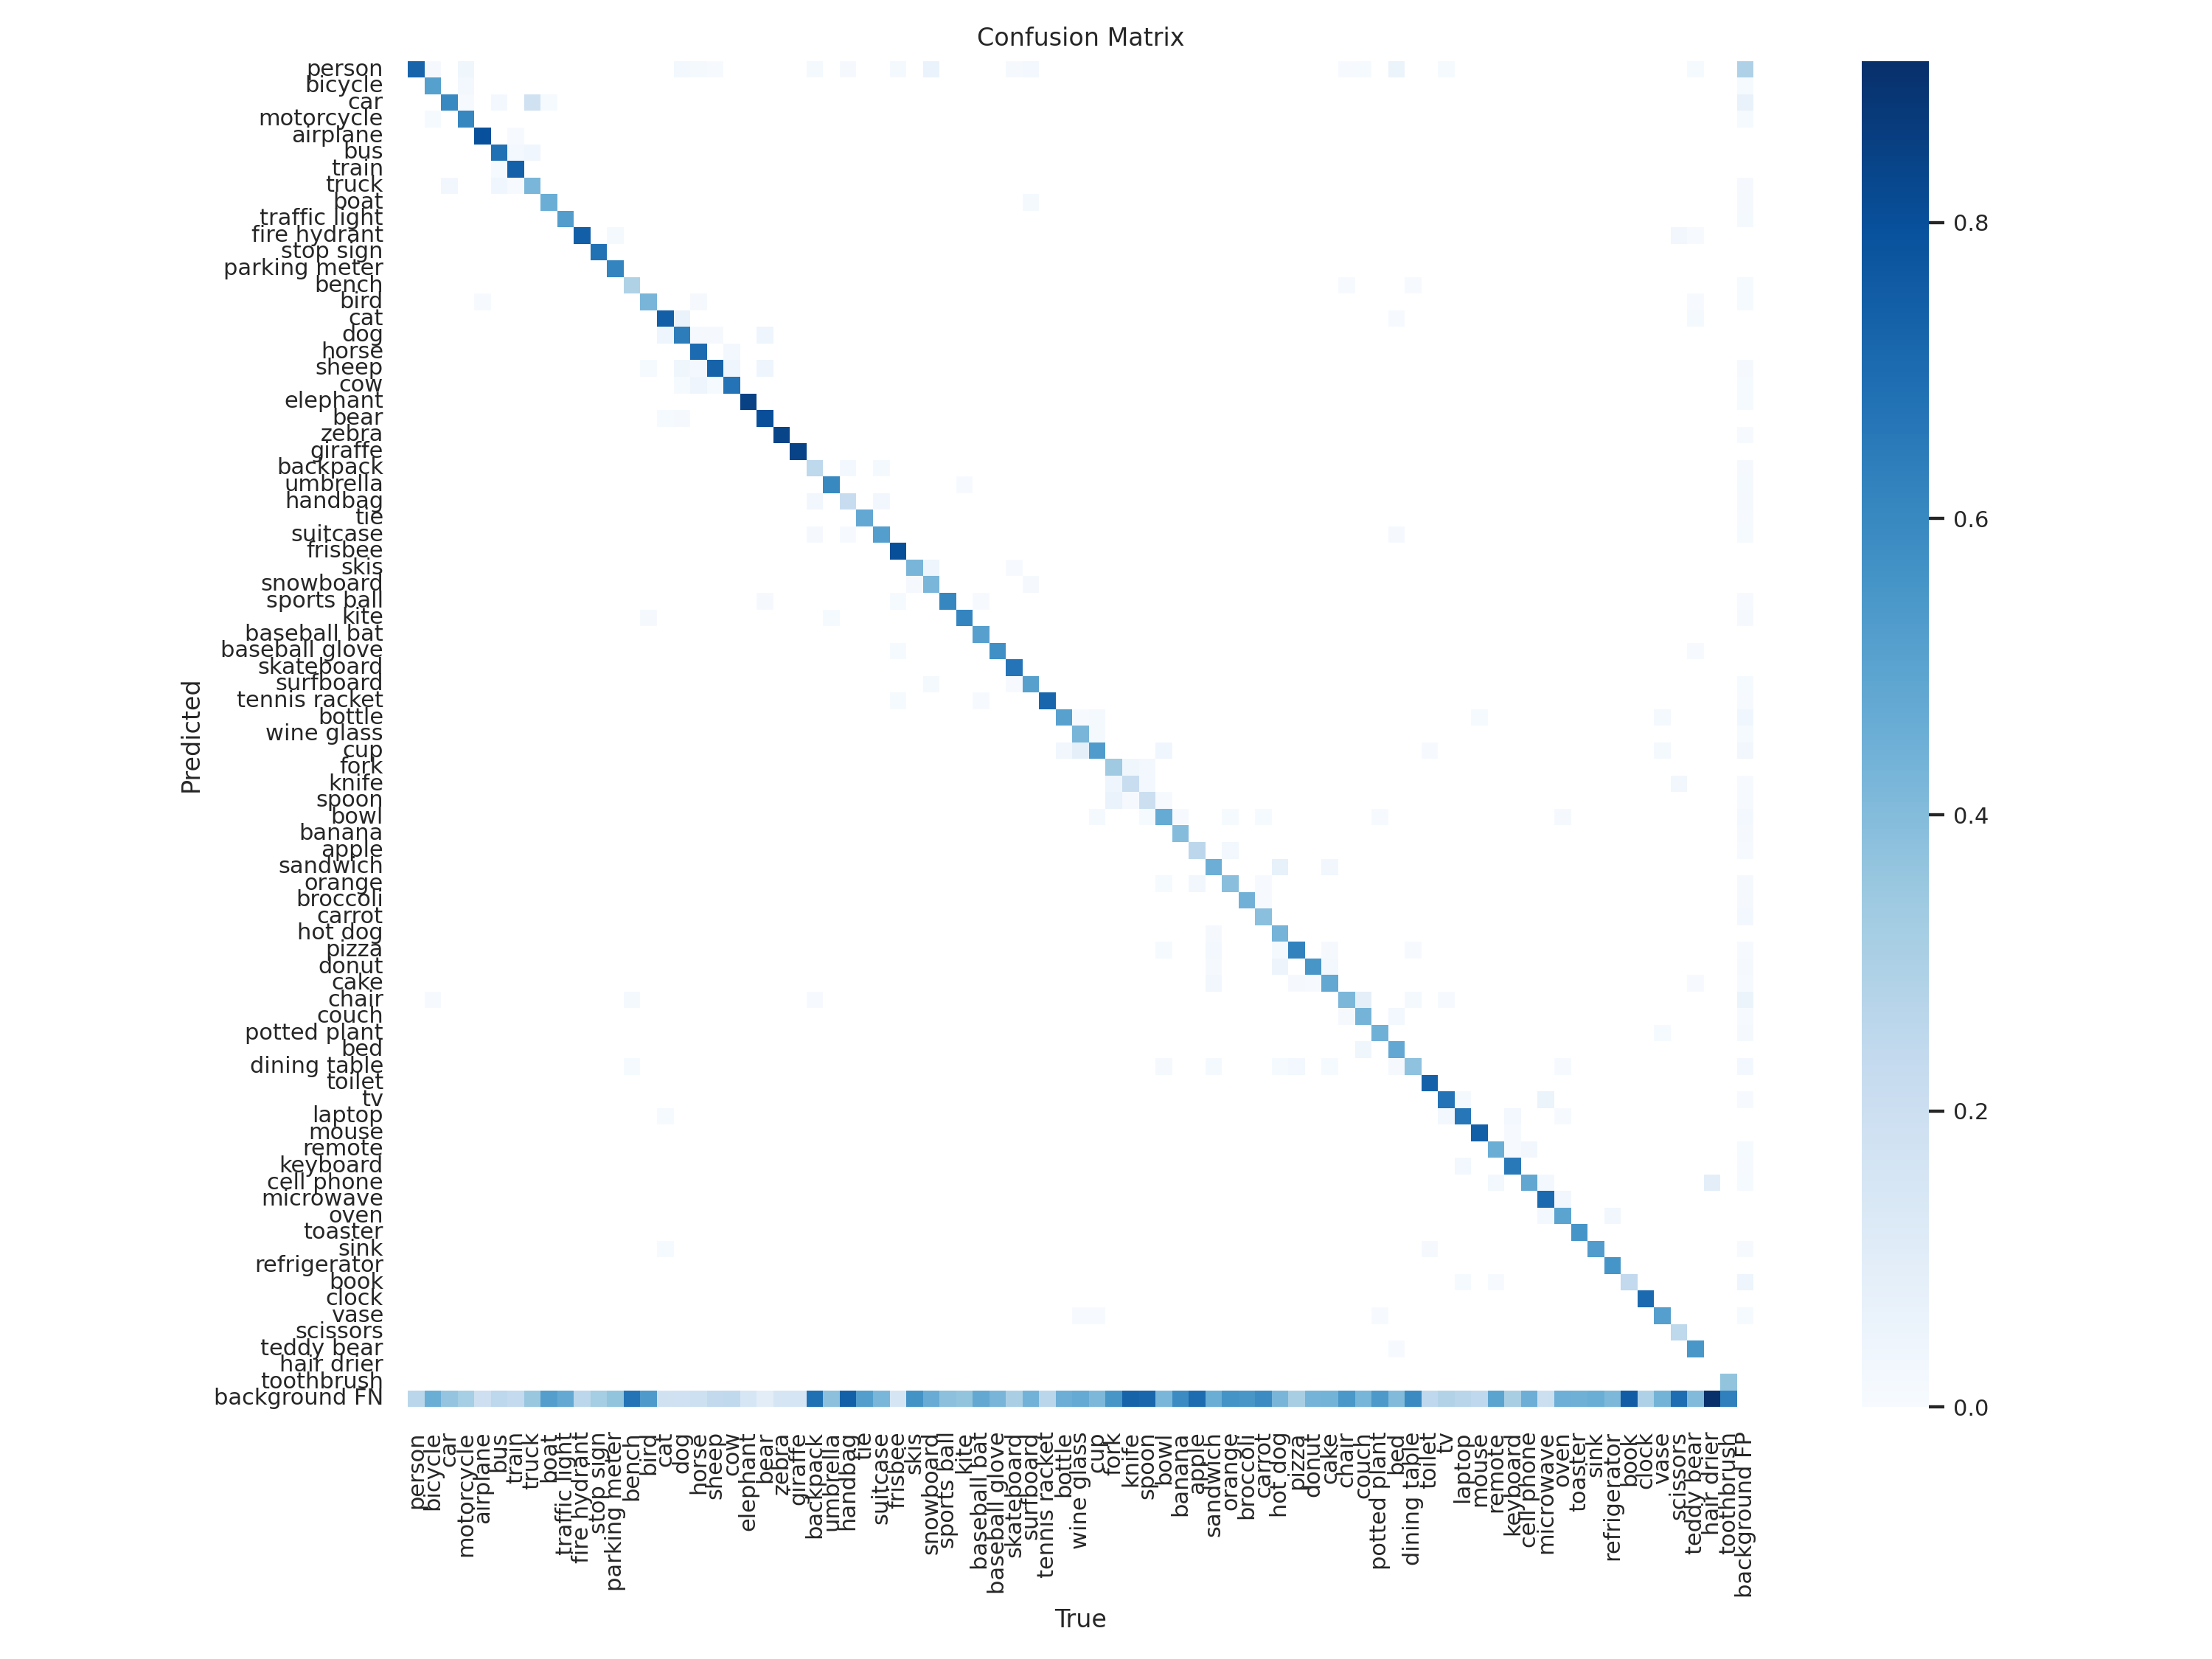 Confusion Matrix
person
bicycle
car
motorcycle
airplane
bus
train
truck
boat
traffic light
fire hydrant
stop sign
parking meter
bench
bird
cat
dog
horse
sheep
cow
elephant
bear
zebra
giraffe
backpack
umbrella
handbag
tie
suitcase
frisbee
skis
snowboard
sports ball
kite
baseball bat
baseball glove
skateboard
surfboard
tennis racket
bottle
wine glass
cup
fork
knife
spoon
bowl
banana
apple
sandwich
orange
broccoli
carrot
hot dog
pizza
donut
cake
chair
couch
potted plant
bed
dining table
toilet
tv
laptop
mouse
remote
keyboard
cell phone
microwave
oven
toaster
sink
refrigerator
book
clock
vase
scissors
teddy bear
hair drier
toothbrush
background FN
Predicted
person
bicycle
car
motorcycle
airplane
bus
train
truck
boat
traffic light
fire hydrant
stop sign
parking meter
bench
bird
cat
dog
horse
sheep
cow
elephant
bear
zebra
giraffe
backpack
umbrella
handbag
tie
suitcase
frisbee
skis
snowboard
sports ball
kite
baseball bat
baseball glove
skateboard
surfboard
tennis racket
bottle
wine glass
cup
fork
knife
spoon
bowl
banana
apple
sandwich
orange
broccoli
carrot
hot dog
pizza
donut
cake
chair
couch
potted plant
bed
dining table
toilet
tv
laptop
mouse
remote
keyboard
cell phone
microwave
oven
toaster
sink
refrigerator
book
clock
vase
scissors
teddy bear
hair drier
toothbrush
background FP
True
0.8
0.6
0.4
0.2
0.0